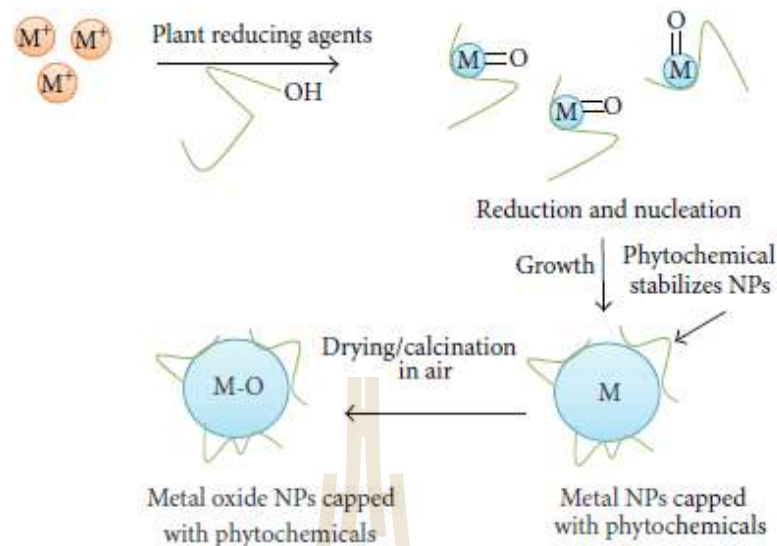 M⁺ M⁺
M⁺
Plant reducing agents
OH
M=O
O
M
M=O
Reduction and nucleation
Growth
Phytochemical
stabilizes NPs
M-O
Drying/calcination
in air
M
Metal oxide NPs capped
with phytochemicals
Metal NPs capped
with phytochemicals